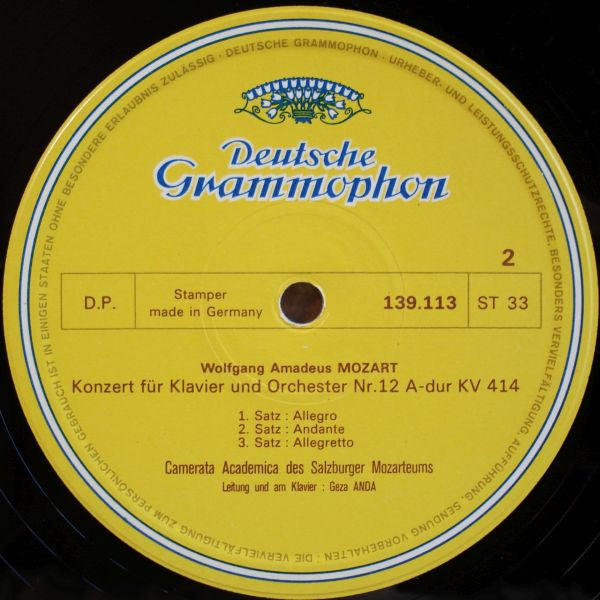 Deutsche
Grammophon
2
D.P.
Stamper
made in Germany
139.113
ST 33
Wolfgang Amadeus MOZART
Konzert für Klavier und Orchester Nr.12 A-dur KV 414
1. Satz : Allegro
2. Satz : Andante
3. Satz : Allegretto
Camerata Academica des Salzburger Mozarteums
Leitung und am Klavier : Geza ANDA
DEUTSCHE GRAMMOPHON · URHEBER- UND LEISTUNGSSCHUTZRECHTE, BESONDERS VERVIELFÄLTIGUNG, AUFFÜHRUNG, SENDUNG VORBEHALTEN · DIE VERVIELFÄLTIGUNG ZUM PERSÖNLICHEN GEBRAUCH IST IN EINIGEN STAATEN OHNE BESONDERE ERLAUBNIS ZULÄSSIG ·